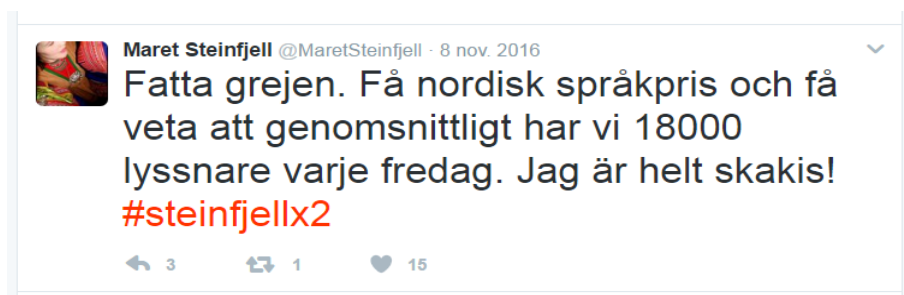 Maret Steinfjell @MaretSteinfjell · 8 nov. 2016
Fatta grejen. Få nordisk språkpris och få
veta att genomsnittligt har vi 18000
lyssnare varje fredag. Jag är helt skakis!
#steinfjellx2
3 1 15